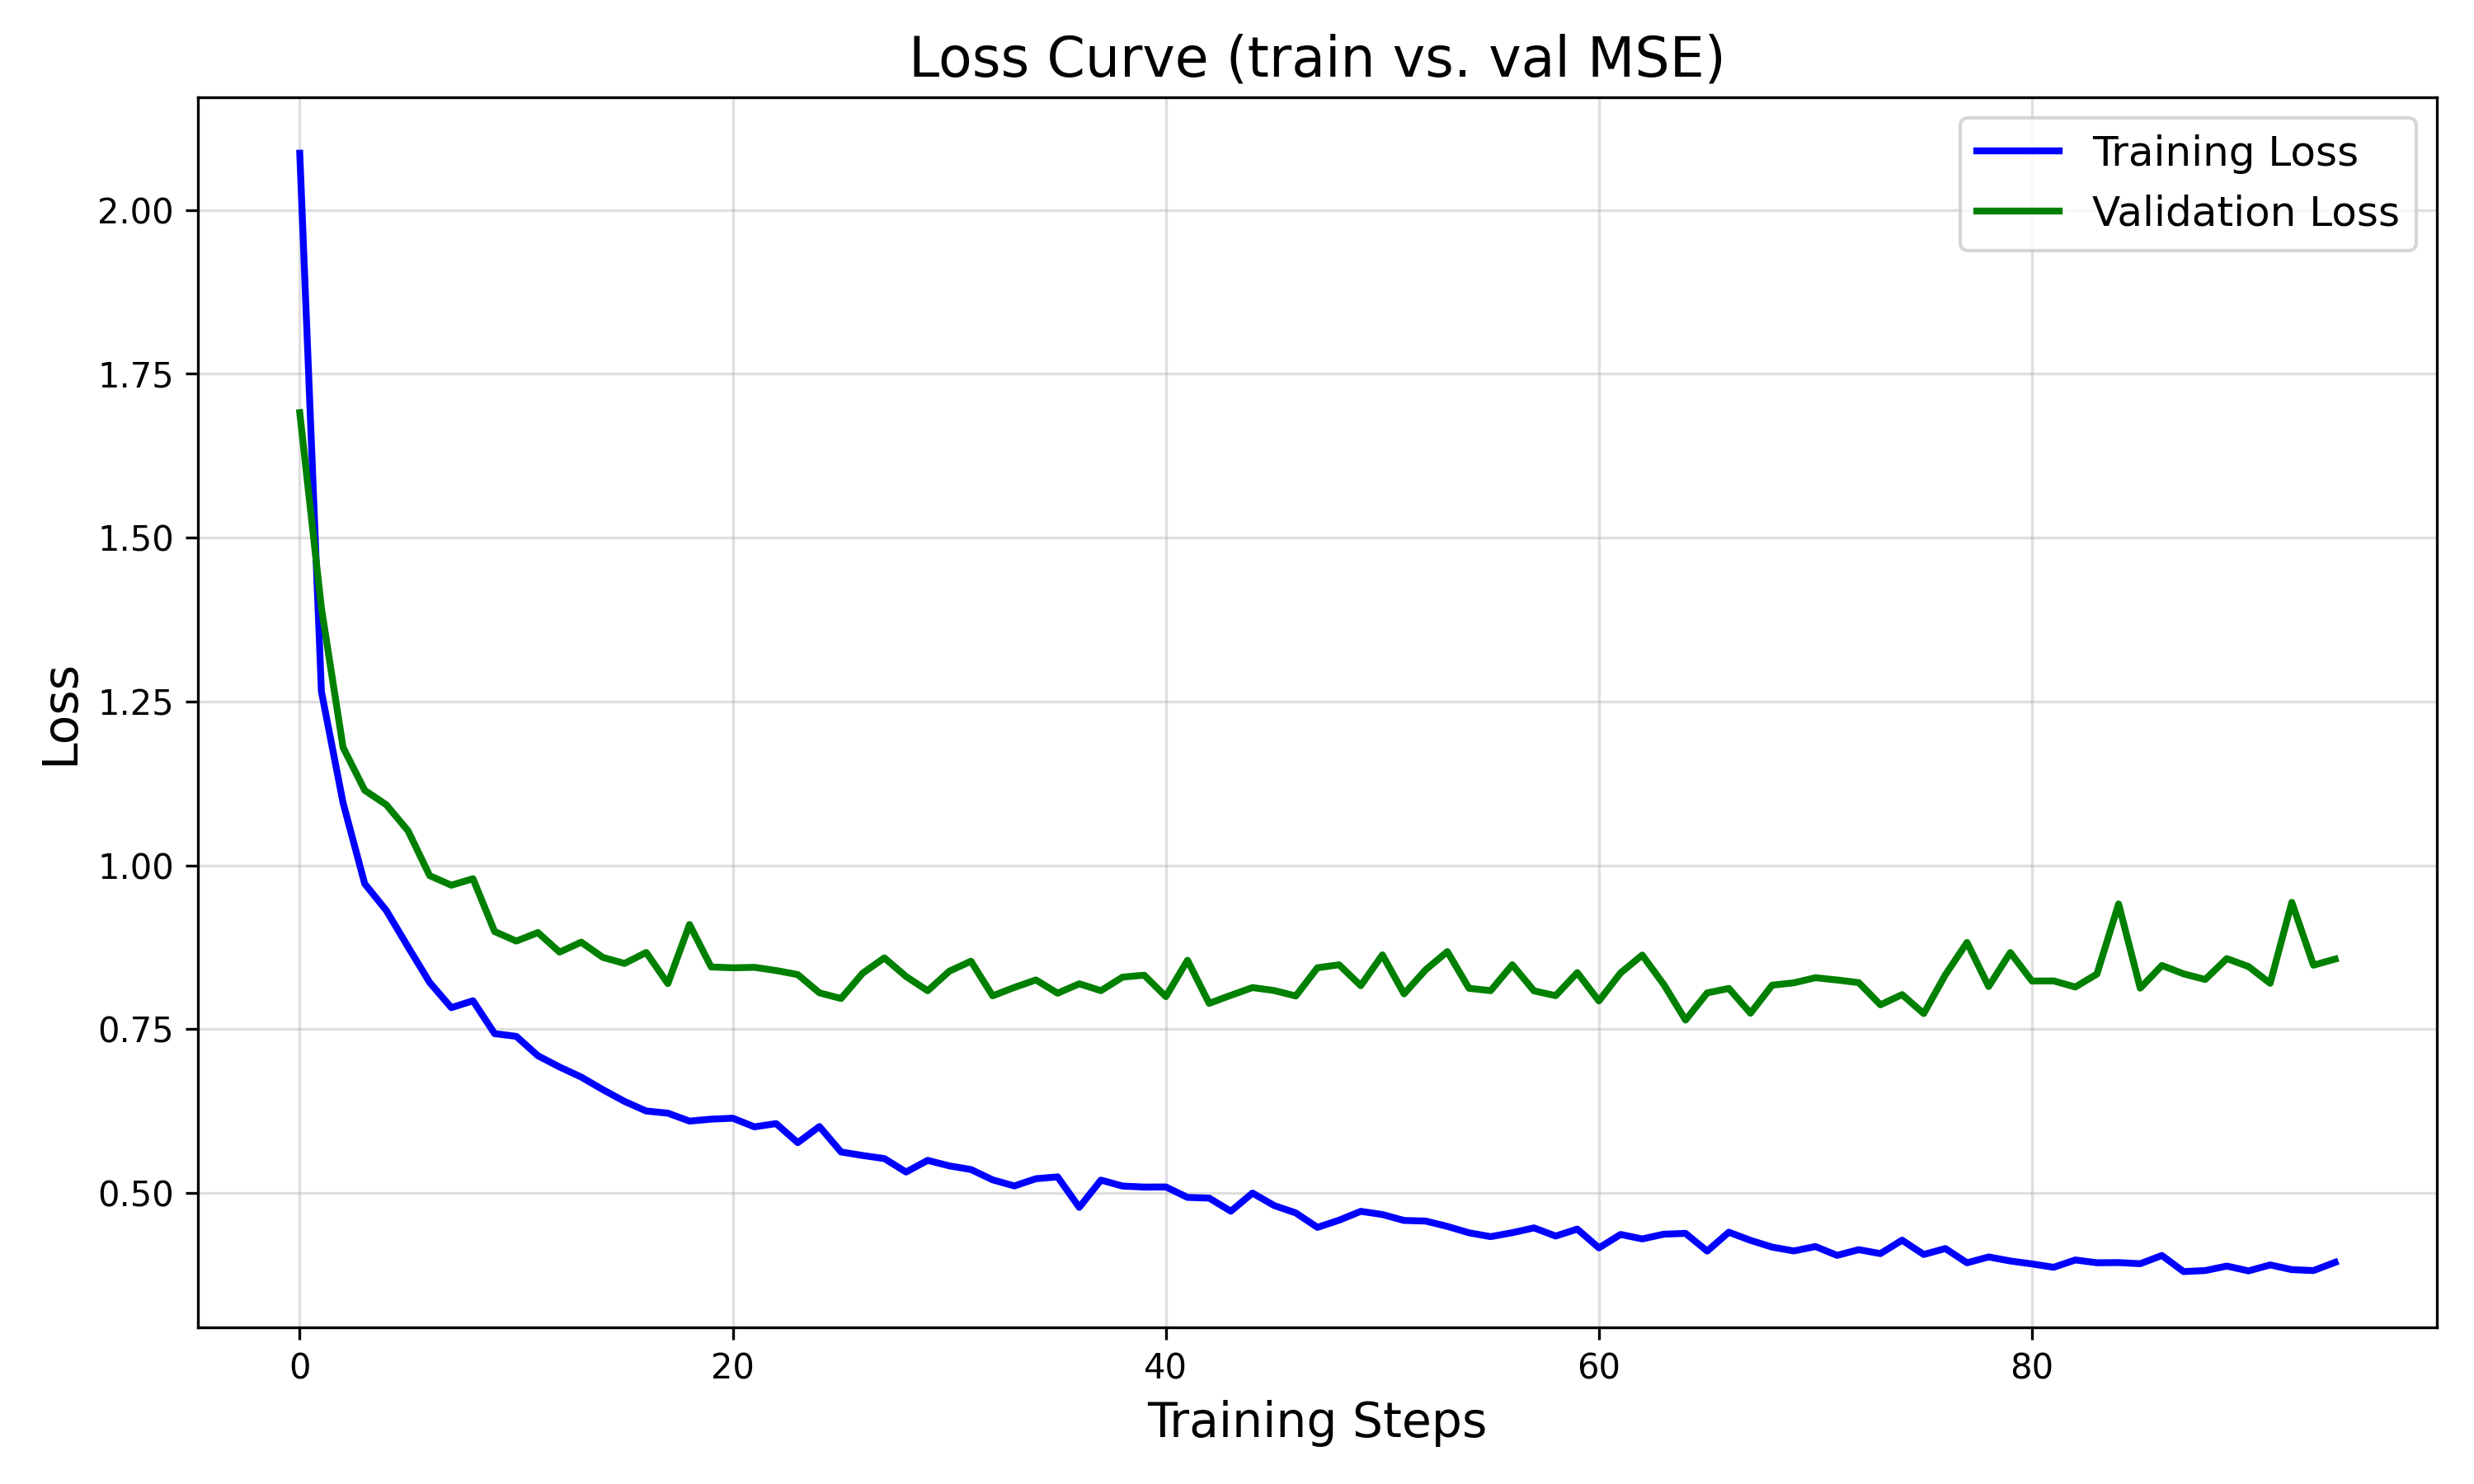 Loss Curve (train vs. val MSE)
Training Loss
Validation Loss
2.00
1.75
1.50
1.25
1.00
0.75
0.50
Loss
0 20 40 60 80
Training Steps